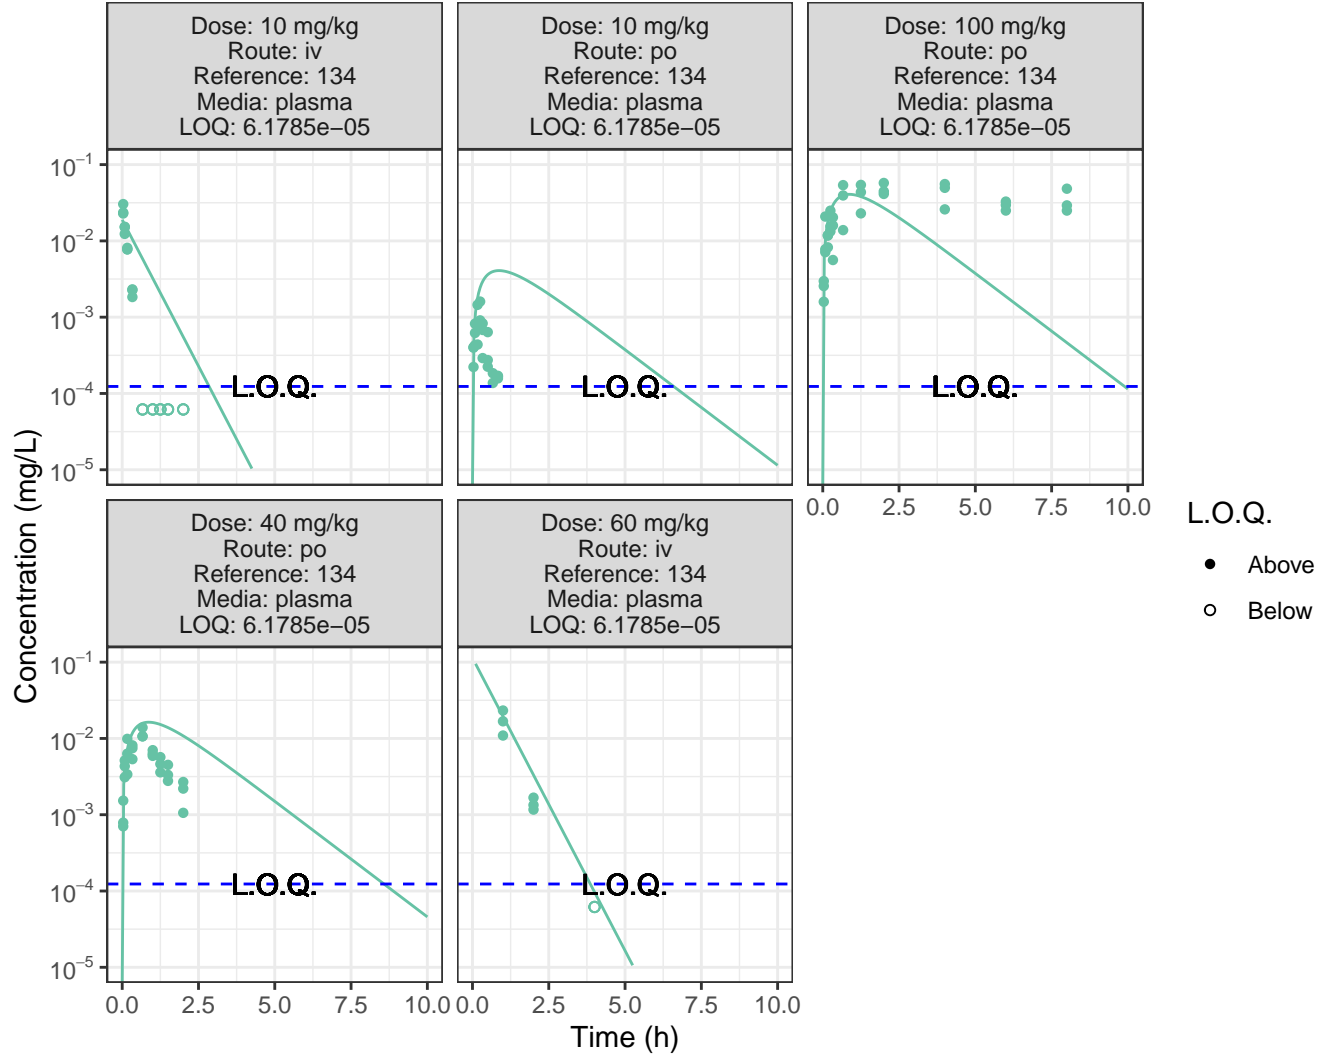 Dose: 10 mg/kg
Route: iv
Reference: 134
Media: plasma
LOQ: 6.1785e−05
Dose: 10 mg/kg
Route: po
Reference: 134
Media: plasma
LOQ: 6.1785e−05
Dose: 100 mg/kg
Route: po
Reference: 134
Media: plasma
LOQ: 6.1785e−05
10−1
10−2
10−3
10−4
10−5
L.O.Q.
L.O.Q.
L.O.Q.
0.0 2.5 5.0 7.5 10.0
Dose: 40 mg/kg
Route: po
Reference: 134
Media: plasma
LOQ: 6.1785e−05
Dose: 60 mg/kg
Route: iv
Reference: 134
Media: plasma
LOQ: 6.1785e−05
10−1
10−2
10−3
10−4
10−5
L.O.Q.
L.O.Q.
0.0 2.5 5.0 7.5 10.0
0.0 2.5 5.0 7.5 10.0
Time (h)
Concentration (mg/L)
L.O.Q.
Above
Below